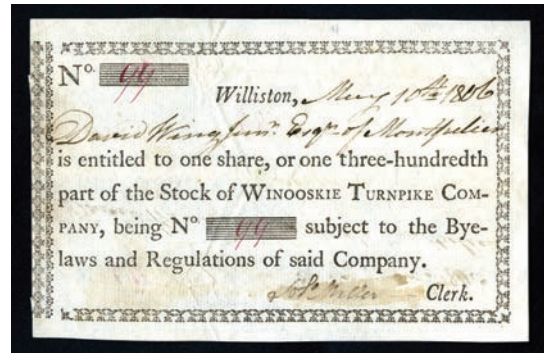 No. 99
Williston, May 10th 1806
David Wing junr. Esqr. of Montpelier
is entitled to one share, or one three-hundredth
part of the Stock of WINOOSKIE TURNPIKE COM-
PANY, being No. 99 subject to the Bye-
laws and Regulations of said Company.
Clerk.